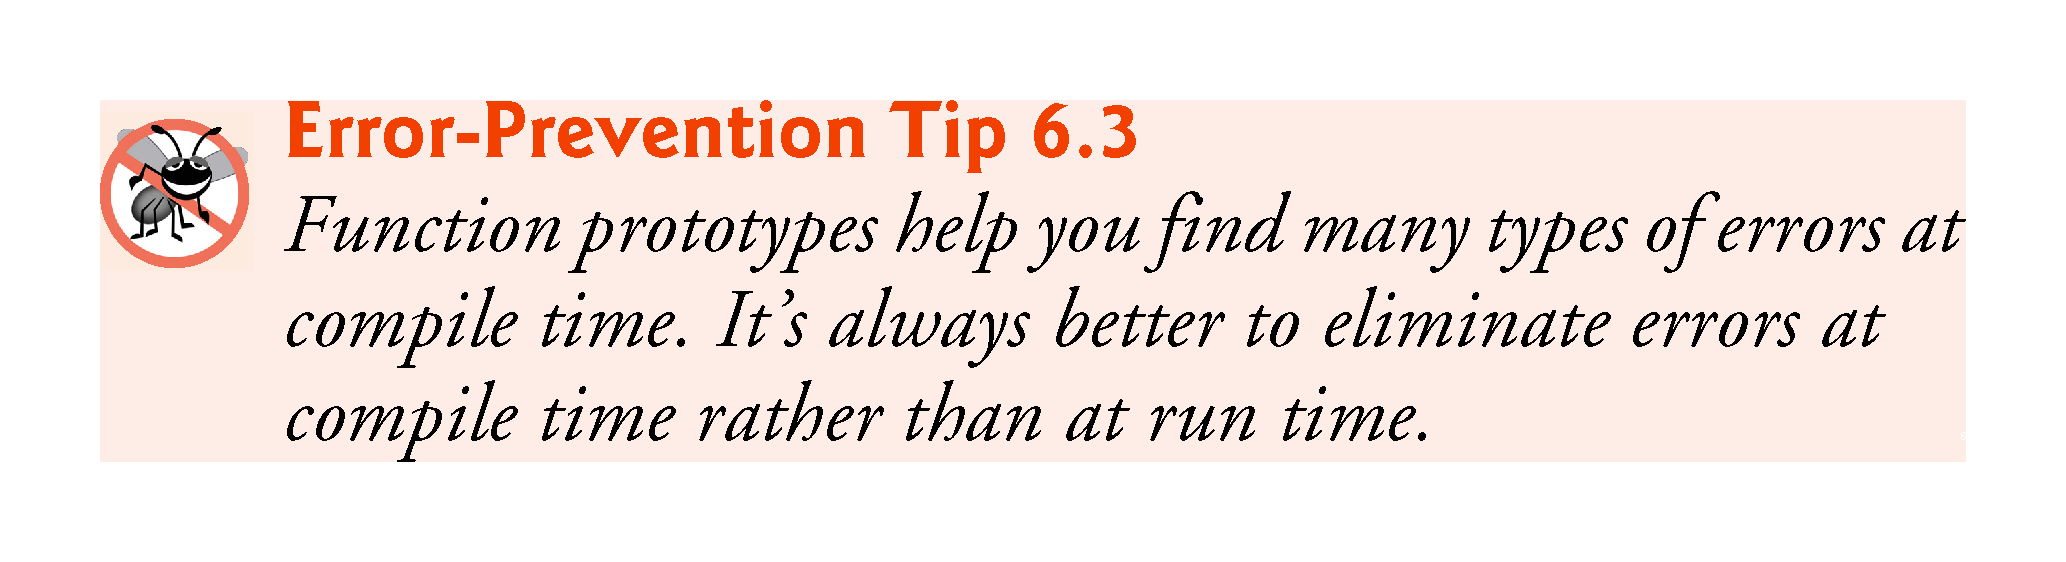 Error-Prevention Tip 6.3
Function prototypes help you find many types of errors at
compile time. It’s always better to eliminate errors at
compile time rather than at run time.